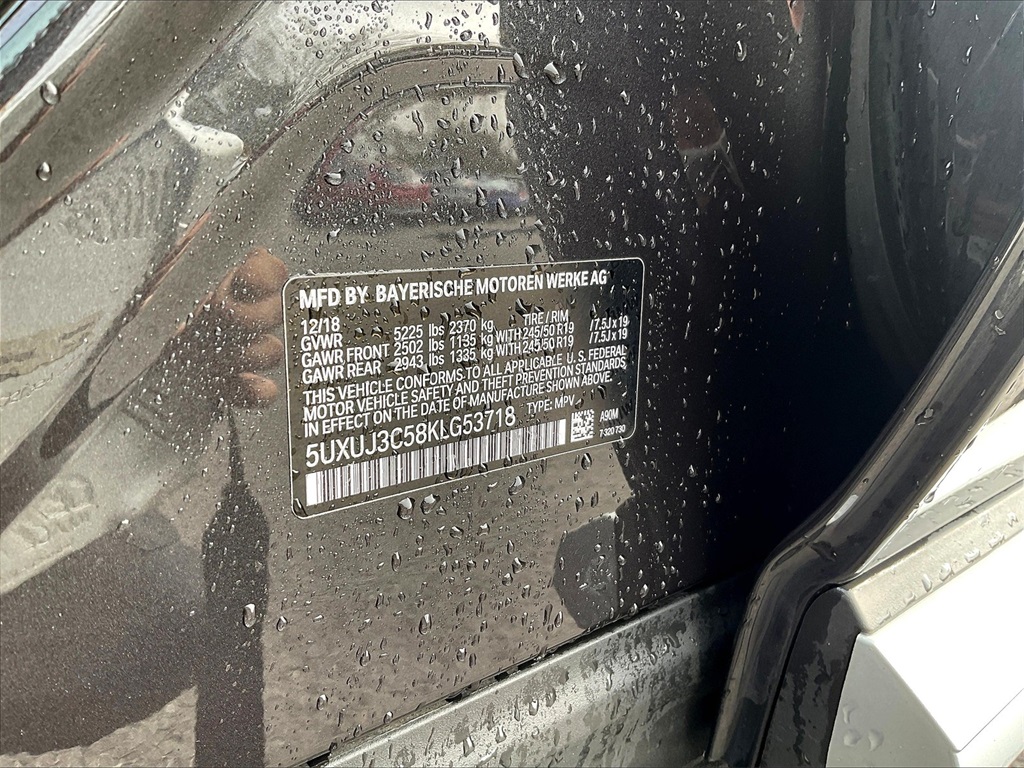 MFD BY BAYERISCHE MOTOREN WERKE AG
12/18 TIRE / RIM
GVWR 5225 lbs 2370 kg
GAWR FRONT 2502 lbs 1135 kg WITH 245/50 R19 /7.5J x 19
GAWR REAR 2943 lbs 1335 kg WITH 245/50 R19 /7.5J x 19
THIS VEHICLE CONFORMS TO ALL APPLICABLE U. S. FEDERAL
MOTOR VEHICLE SAFETY AND THEFT PREVENTION STANDARDS
IN EFFECT ON THE DATE OF MANUFACTURE SHOWN ABOVE.
5UXUJ3C58KLG53718 TYPE: MPV
A90M
7 320 730